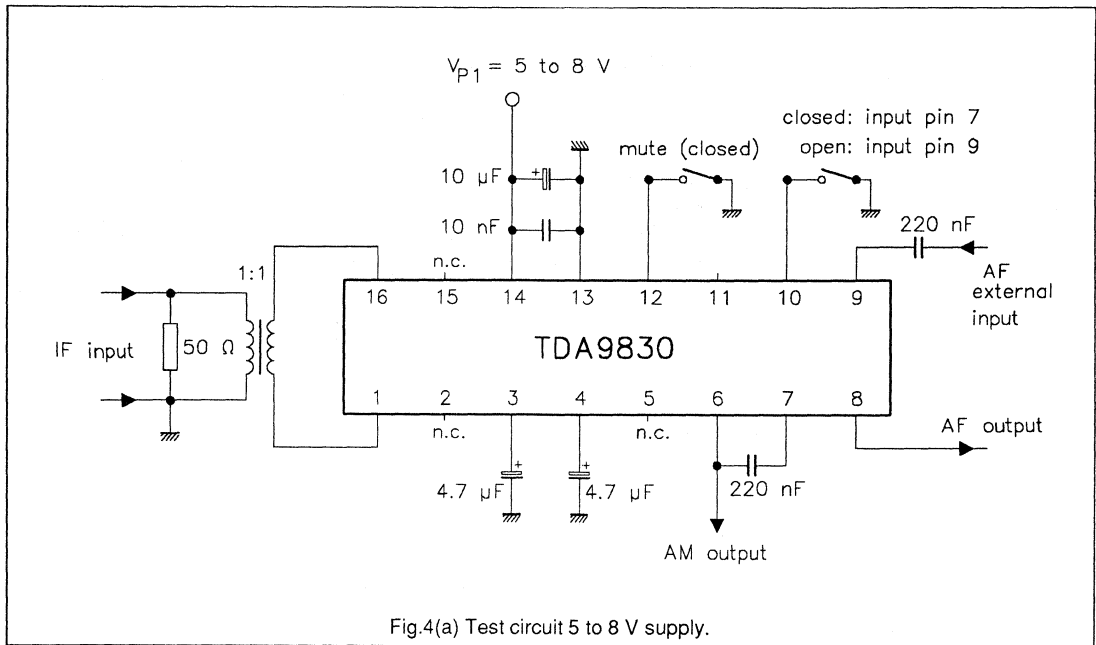 V_P1 = 5 to 8 V
closed: input pin 7
open: input pin 9
mute (closed)
10 µF
+
10 nF
220 nF
AF
external
input
1:1
n.c.
16 15 14 13 12 11 10 9
TDA9830
IF input
50 Ω
1 2 3 4 5 6 7 8
n.c.
n.c.
AF output
+
4.7 µF
+
4.7 µF
220 nF
AM output
Fig.4(a) Test circuit 5 to 8 V supply.